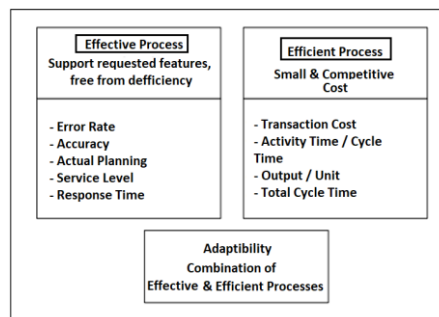 Effective Process
Support requested features,
free from defficiency
- Error Rate
- Accuracy
- Actual Planning
- Service Level
- Response Time
Efficient Process
Small & Competitive
Cost
- Transaction Cost
- Activity Time / Cycle
Time
- Output / Unit
- Total Cycle Time
Adaptibility
Combination of
Effective & Efficient Processes